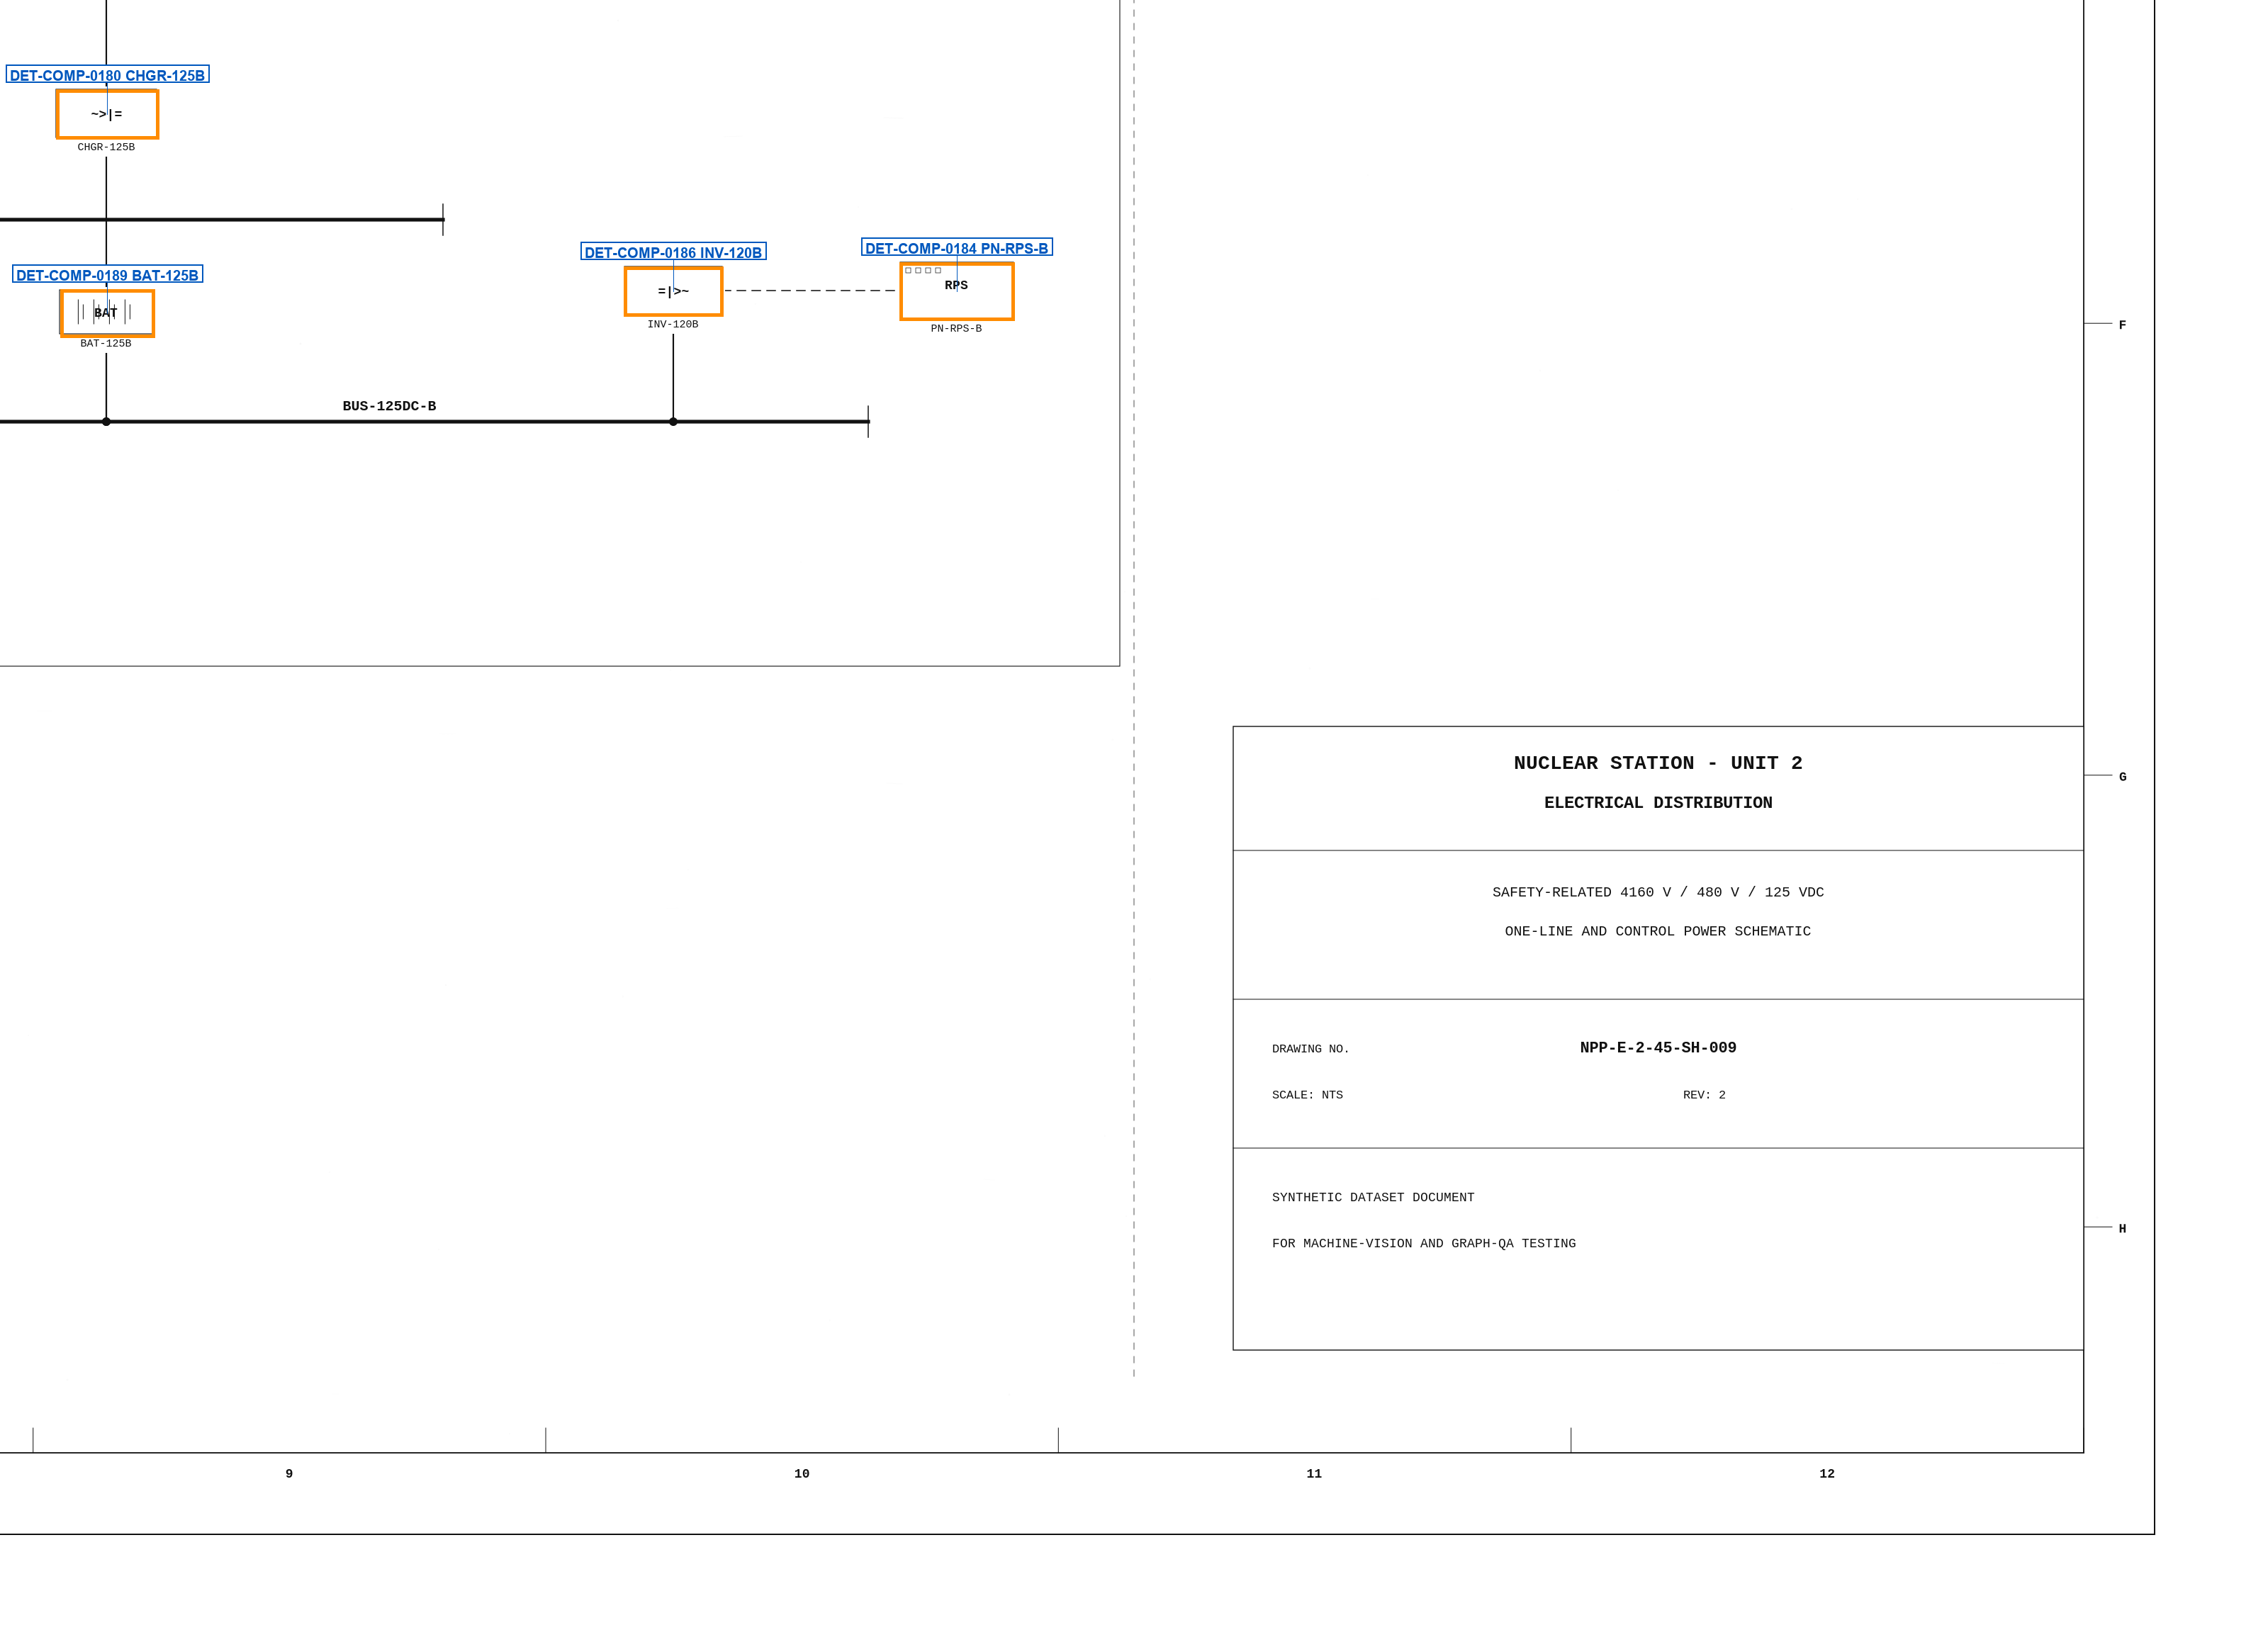 DET-COMP-0180 CHGR-125B
~>|=
CHGR-125B
DET-COMP-0189 BAT-125B
BAT
BAT-125B
DET-COMP-0186 INV-120B
=|>~
INV-120B
DET-COMP-0184 PN-RPS-B
RPS
PN-RPS-B
BUS-125DC-B
F
G
H
NUCLEAR STATION - UNIT 2
ELECTRICAL DISTRIBUTION
SAFETY-RELATED 4160 V / 480 V / 125 VDC
ONE-LINE AND CONTROL POWER SCHEMATIC
DRAWING NO. NPP-E-2-45-SH-009
SCALE: NTS REV: 2
SYNTHETIC DATASET DOCUMENT
FOR MACHINE-VISION AND GRAPH-QA TESTING
9 10 11 12